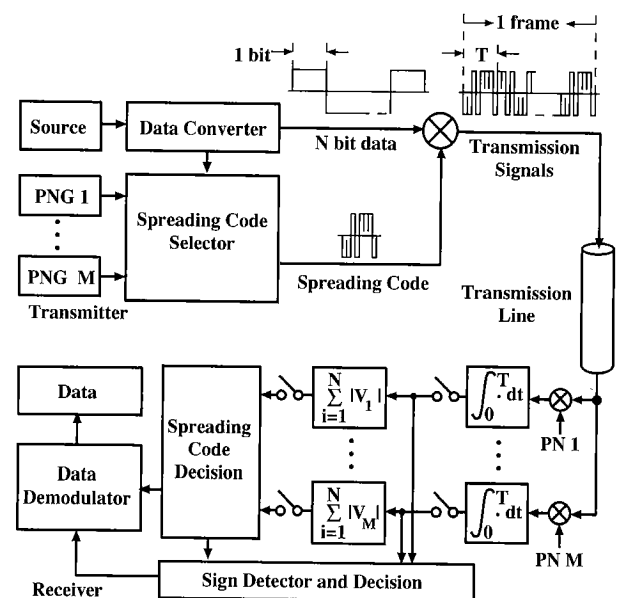 1 frame
1 bit
T
Source
Data Converter
N bit data
Transmission
Signals
PNG 1
Spreading Code
Selector
PNG M
Spreading Code
Transmitter
Transmission
Line
Data
Spreading
Code
Decision
N
Σ |V1|
i=1
∫0T · dt
PN 1
Data
Demodulator
N
Σ |VM|
i=1
∫0T · dt
PN M
Sign Detector and Decision
Receiver